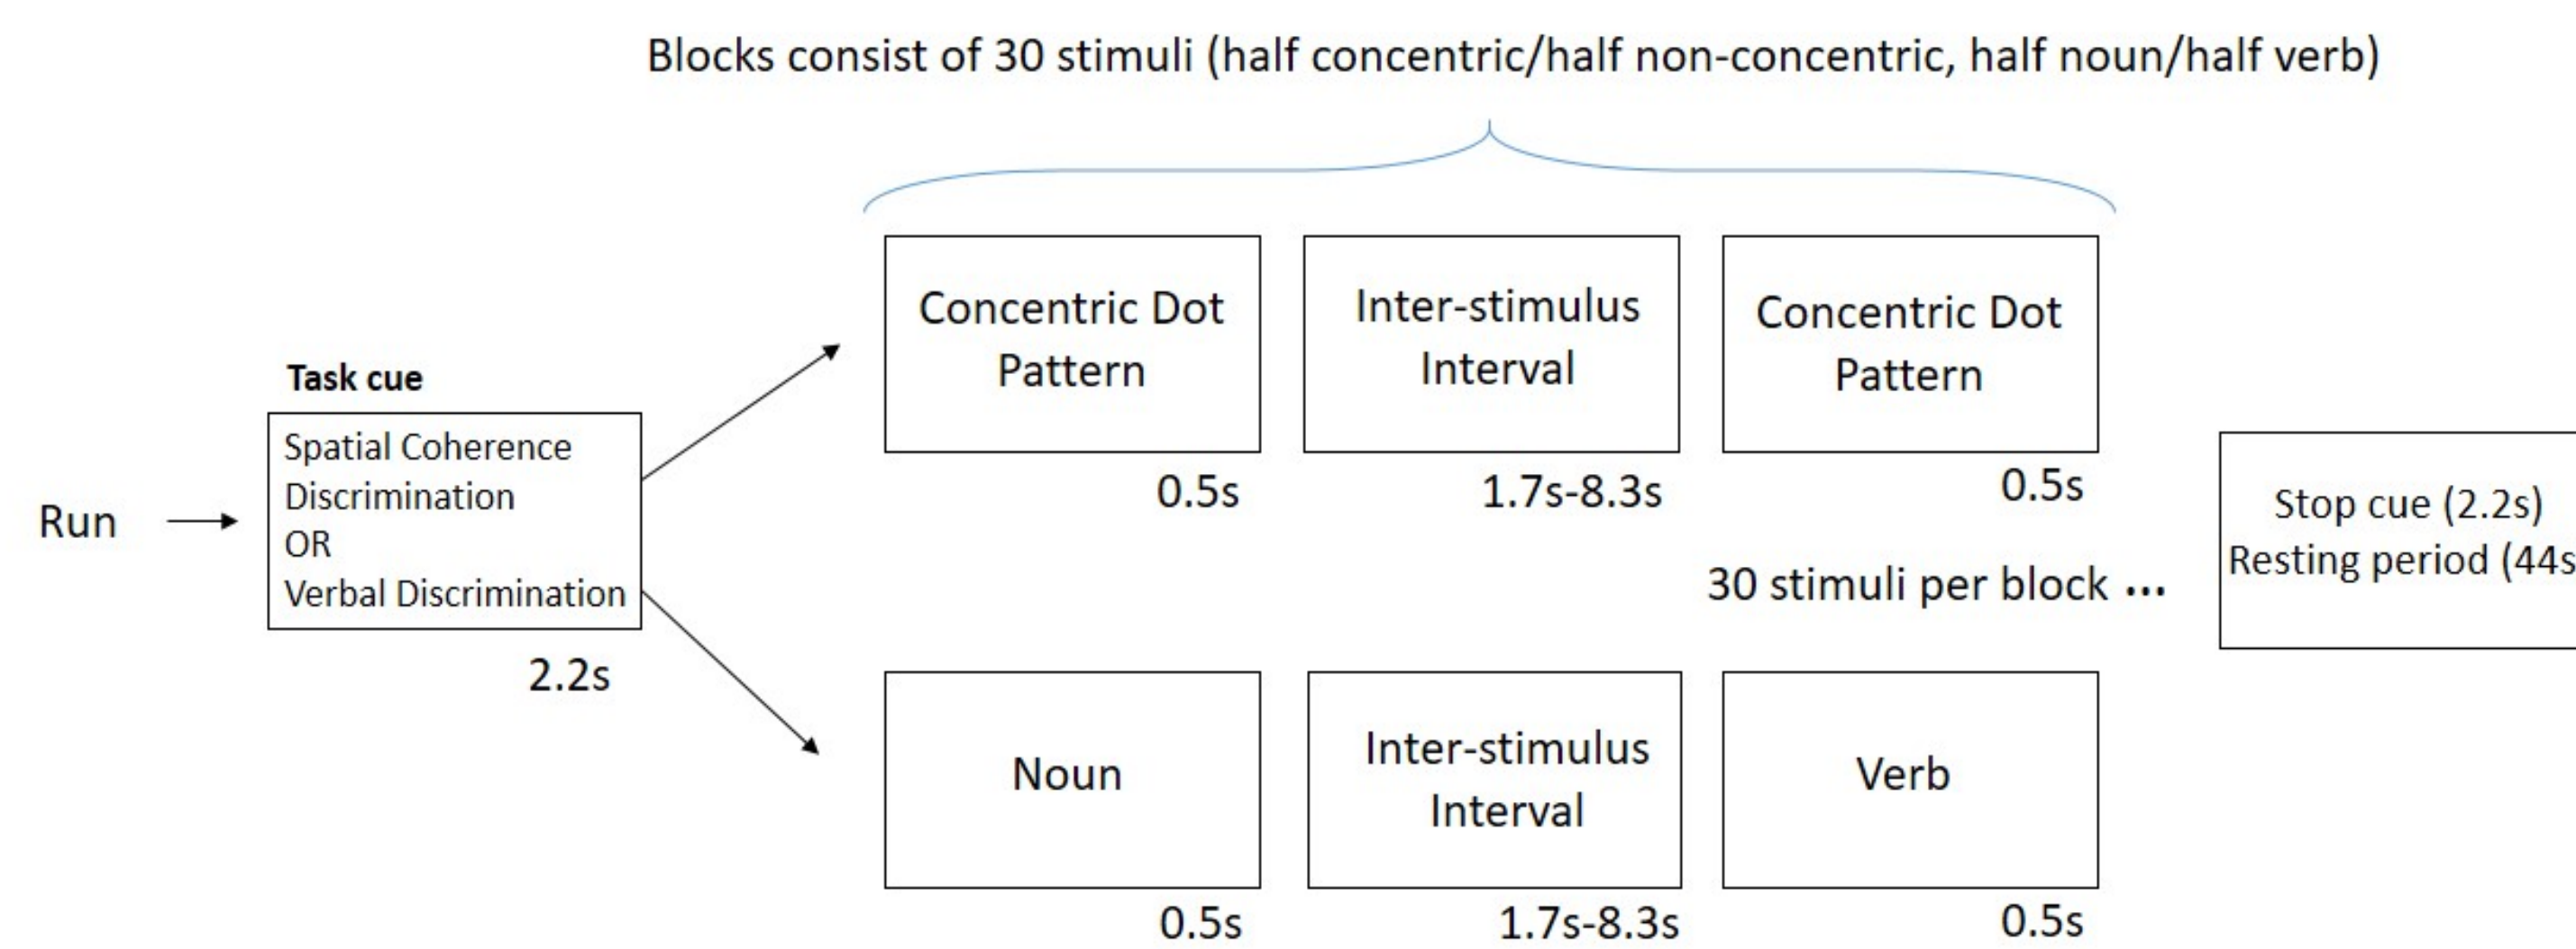 Blocks consist of 30 stimuli (half concentric/half non-concentric, half noun/half verb)
Concentric Dot
Pattern
0.5s
Inter-stimulus
Interval
1.7s-8.3s
Concentric Dot
Pattern
0.5s
Task cue
Run
Spatial Coherence
Discrimination
OR
Verbal Discrimination
2.2s
30 stimuli per block ...
Stop cue (2.2s)
Resting period (44s
Noun
0.5s
Inter-stimulus
Interval
1.7s-8.3s
Verb
0.5s